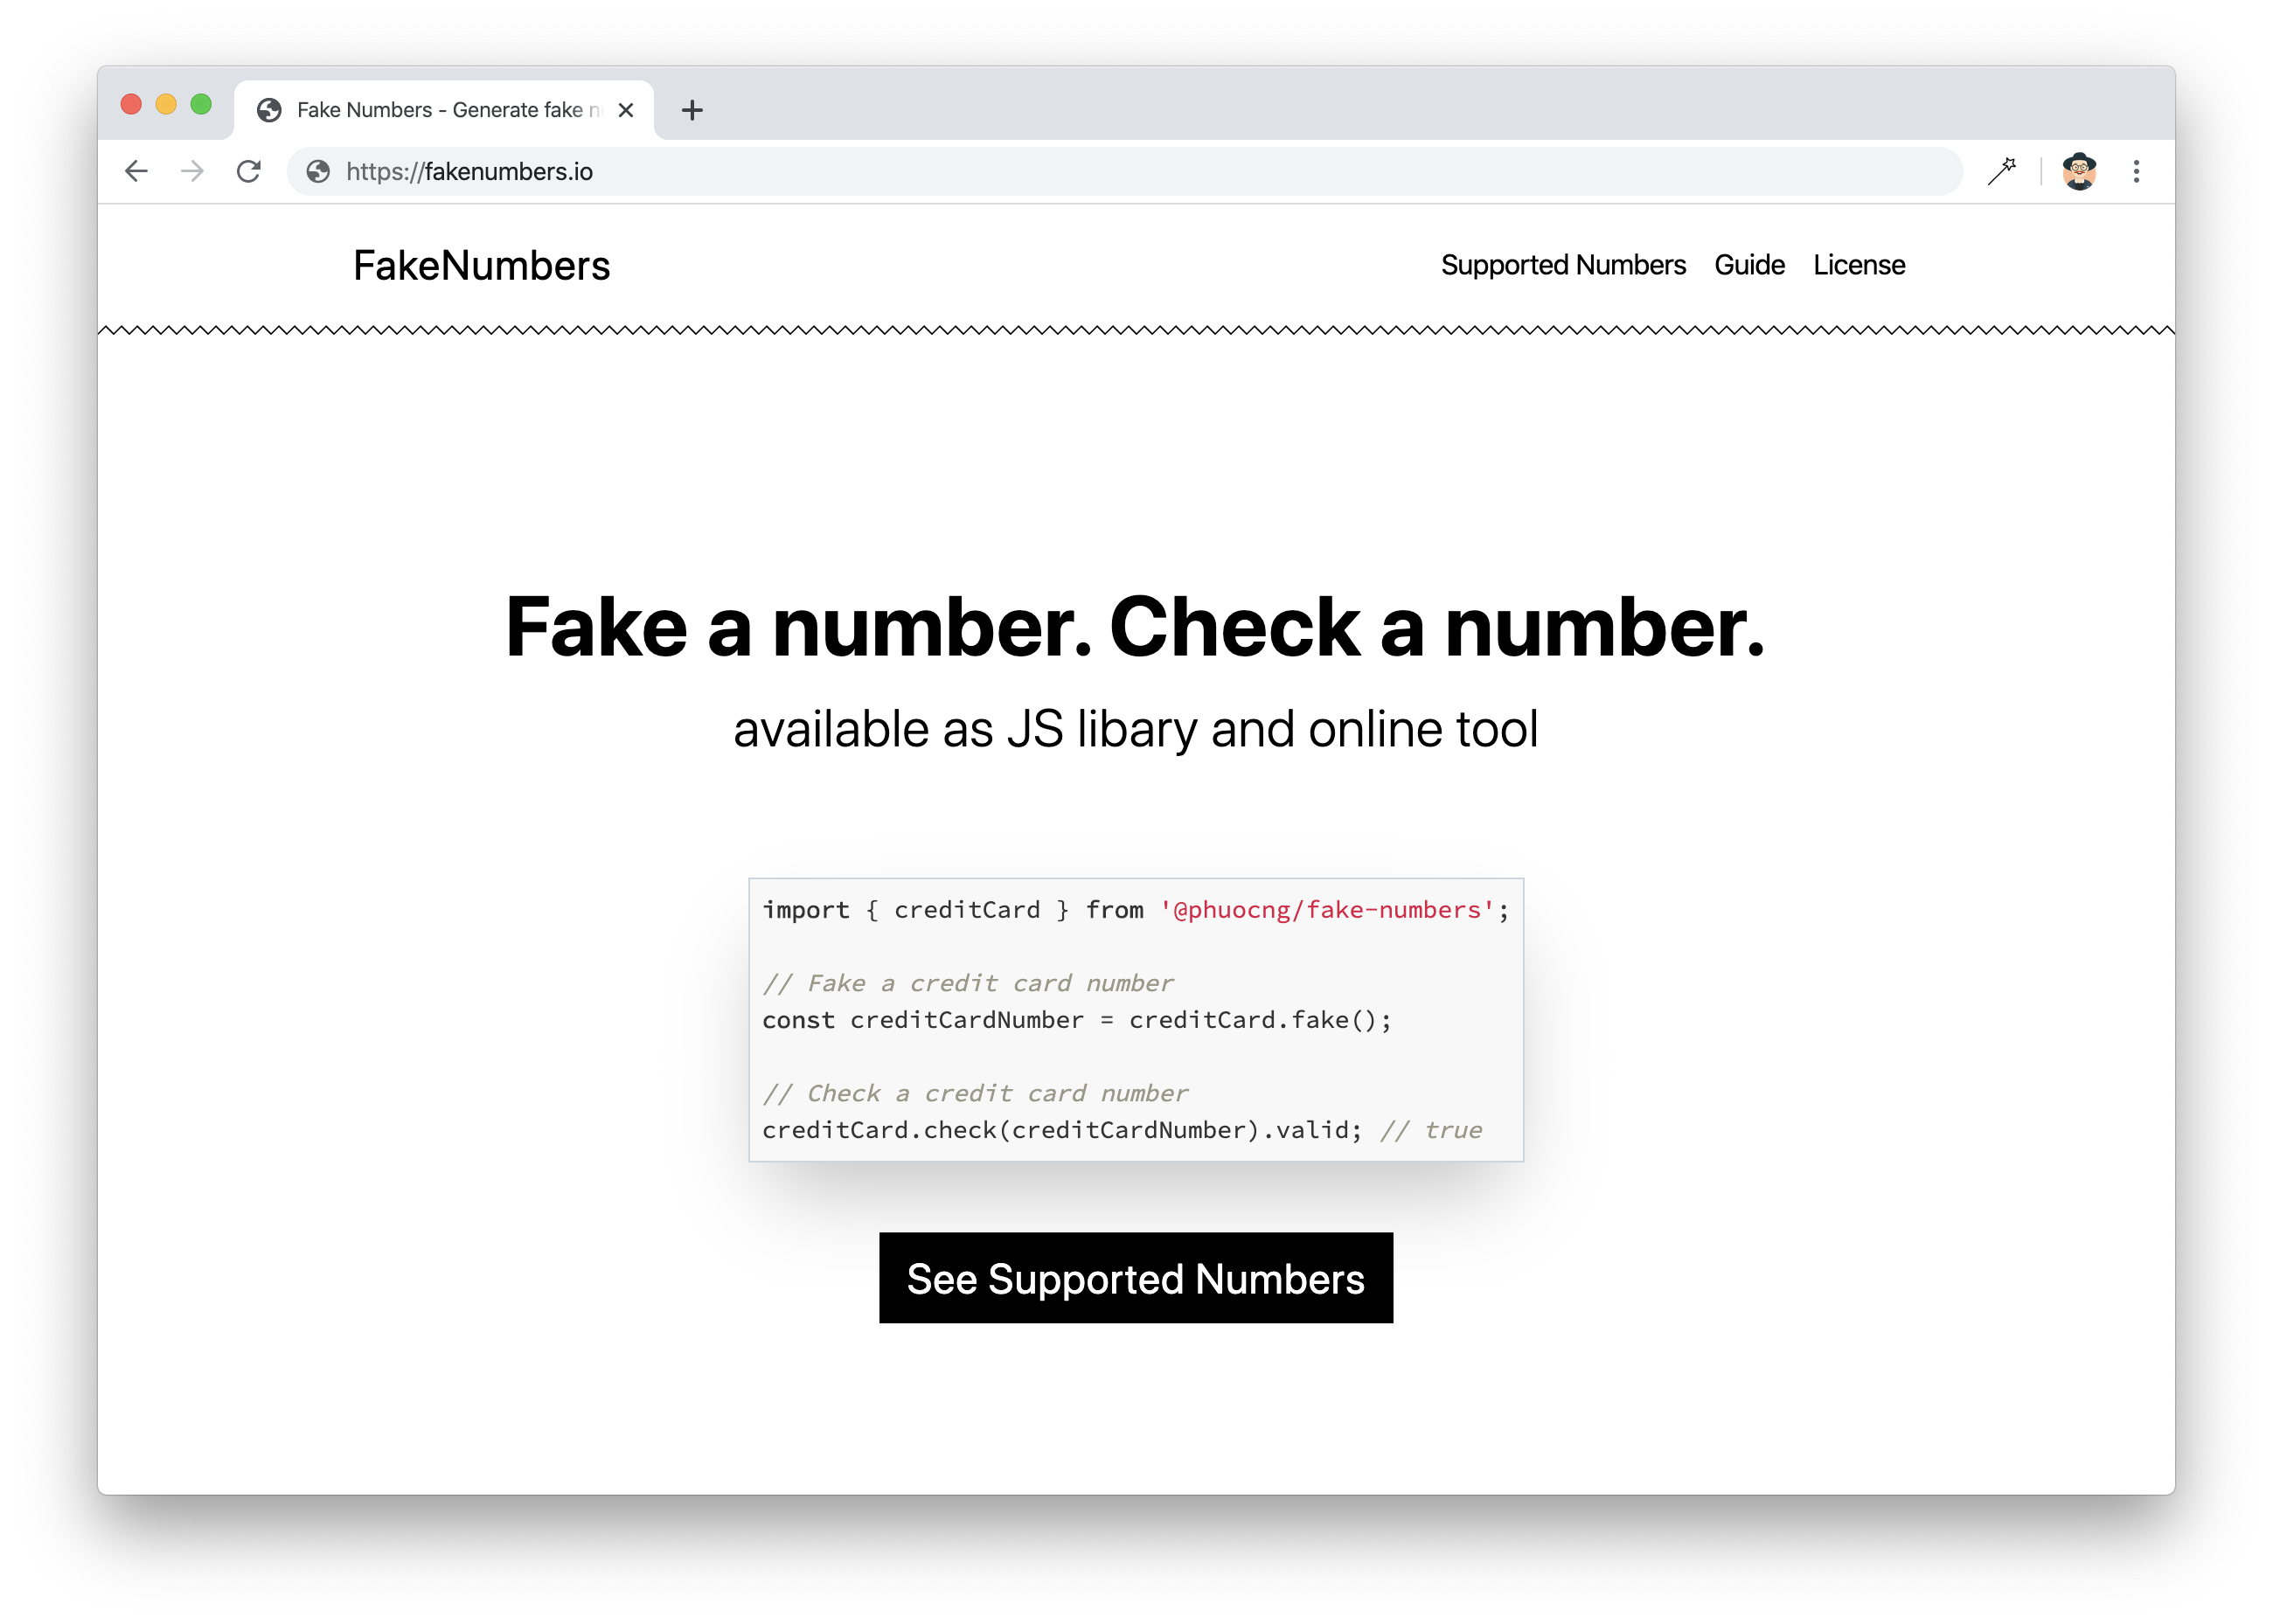 Fake Numbers - Generate fake n
https://fakenumbers.io
FakeNumbers
Supported Numbers Guide License
Fake a number. Check a number.
available as JS libary and online tool
import { creditCard } from '@phuocng/fake-numbers';
// Fake a credit card number
const creditCardNumber = creditCard.fake();
// Check a credit card number
creditCard.check(creditCardNumber).valid; // true
See Supported Numbers